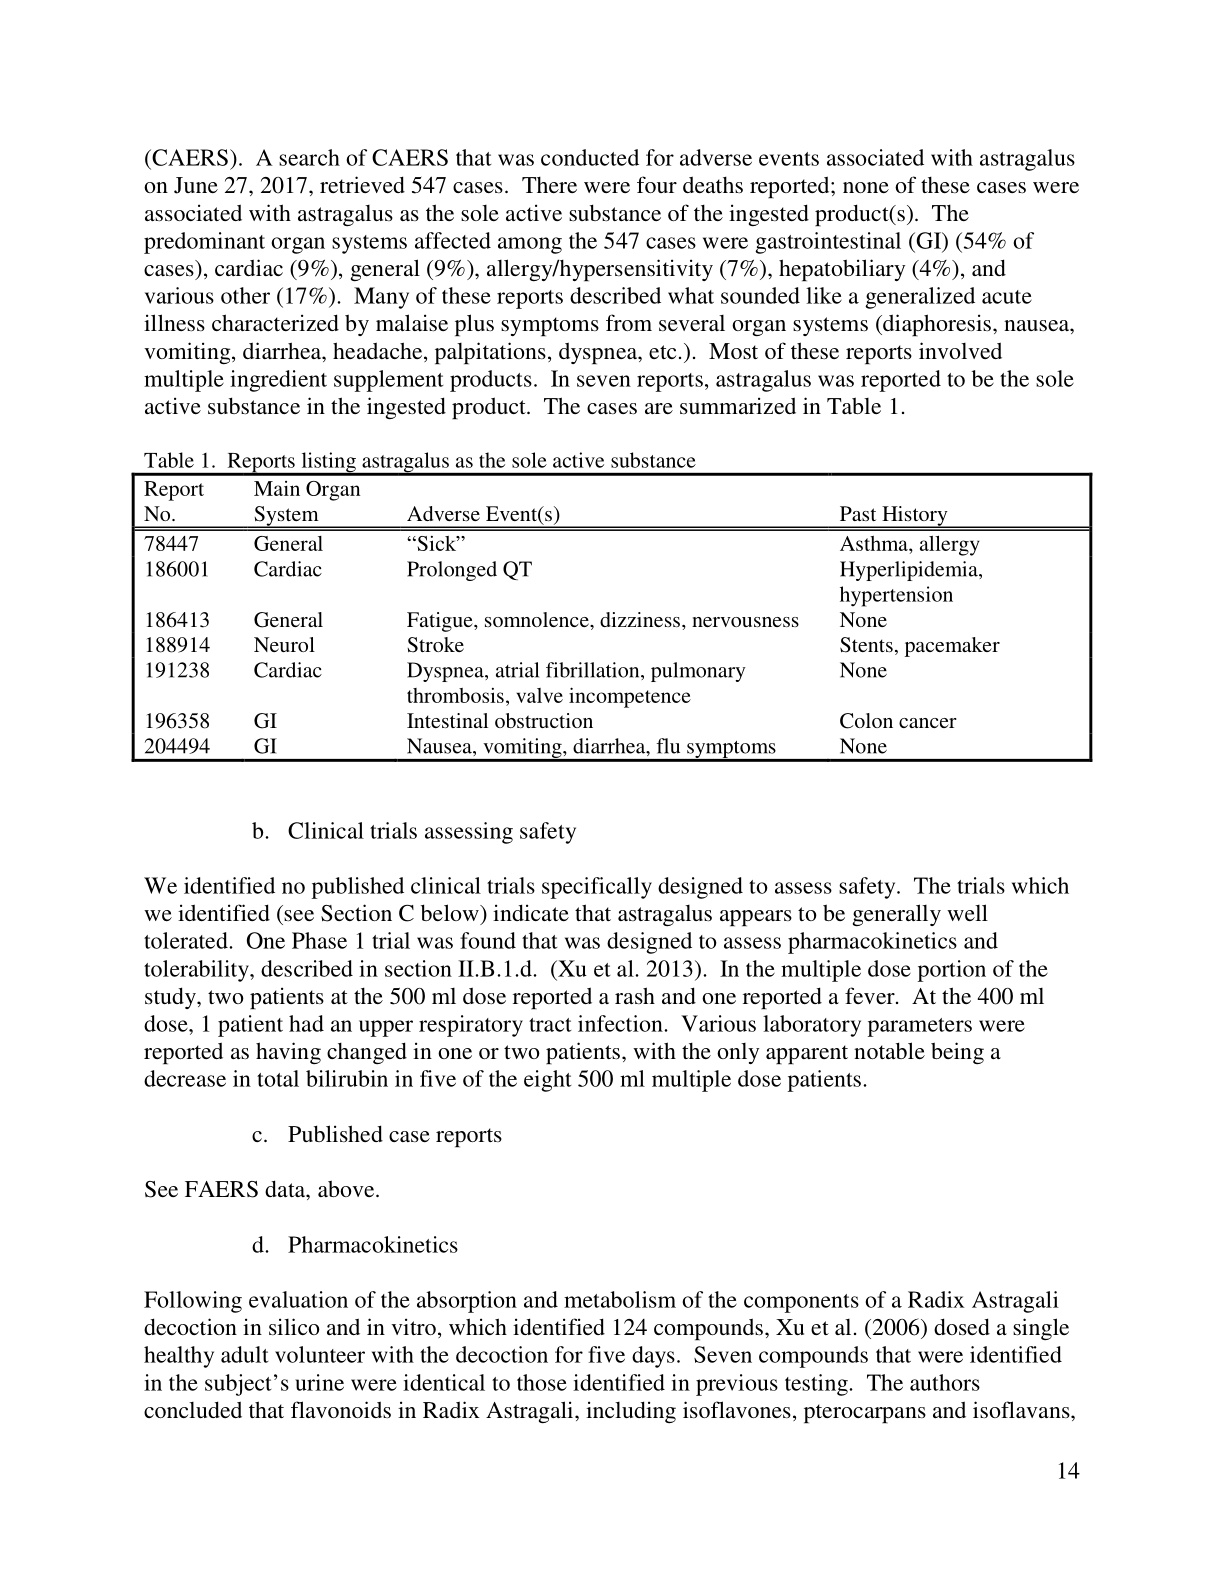 (CAERS).  A search of CAERS that was conducted for adverse events associated with astragalus
on June 27, 2017, retrieved 547 cases.  There were four deaths reported; none of these cases were
associated with astragalus as the sole active substance of the ingested product(s).  The
predominant organ systems affected among the 547 cases were gastrointestinal (GI) (54% of
cases), cardiac (9%), general (9%), allergy/hypersensitivity (7%), hepatobiliary (4%), and
various other (17%).  Many of these reports described what sounded like a generalized acute
illness characterized by malaise plus symptoms from several organ systems (diaphoresis, nausea,
vomiting, diarrhea, headache, palpitations, dyspnea, etc.).  Most of these reports involved
multiple ingredient supplement products.  In seven reports, astragalus was reported to be the sole
active substance in the ingested product.  The cases are summarized in Table 1.
Table 1.  Reports listing astragalus as the sole active substance
Report Main Organ
No. System Adverse Event(s) Past History
78447 General “Sick” Asthma, allergy
186001 Cardiac Prolonged QT Hyperlipidemia,
hypertension
186413 General Fatigue, somnolence, dizziness, nervousness None
188914 Neurol Stroke Stents, pacemaker
191238 Cardiac Dyspnea, atrial fibrillation, pulmonary None
thrombosis, valve incompetence
196358 GI Intestinal obstruction Colon cancer
204494 GI Nausea, vomiting, diarrhea, flu symptoms None
b.  Clinical trials assessing safety
We identified no published clinical trials specifically designed to assess safety.  The trials which
we identified (see Section C below) indicate that astragalus appears to be generally well
tolerated.  One Phase 1 trial was found that was designed to assess pharmacokinetics and
tolerability, described in section II.B.1.d.  (Xu et al. 2013).  In the multiple dose portion of the
study, two patients at the 500 ml dose reported a rash and one reported a fever.  At the 400 ml
dose, 1 patient had an upper respiratory tract infection.  Various laboratory parameters were
reported as having changed in one or two patients, with the only apparent notable being a
decrease in total bilirubin in five of the eight 500 ml multiple dose patients.
c.  Published case reports
See FAERS data, above.
d.  Pharmacokinetics
Following evaluation of the absorption and metabolism of the components of a Radix Astragali
decoction in silico and in vitro, which identified 124 compounds, Xu et al. (2006) dosed a single
healthy adult volunteer with the decoction for five days.  Seven compounds that were identified
in the subject’s urine were identical to those identified in previous testing.  The authors
concluded that flavonoids in Radix Astragali, including isoflavones, pterocarpans and isoflavans,
14